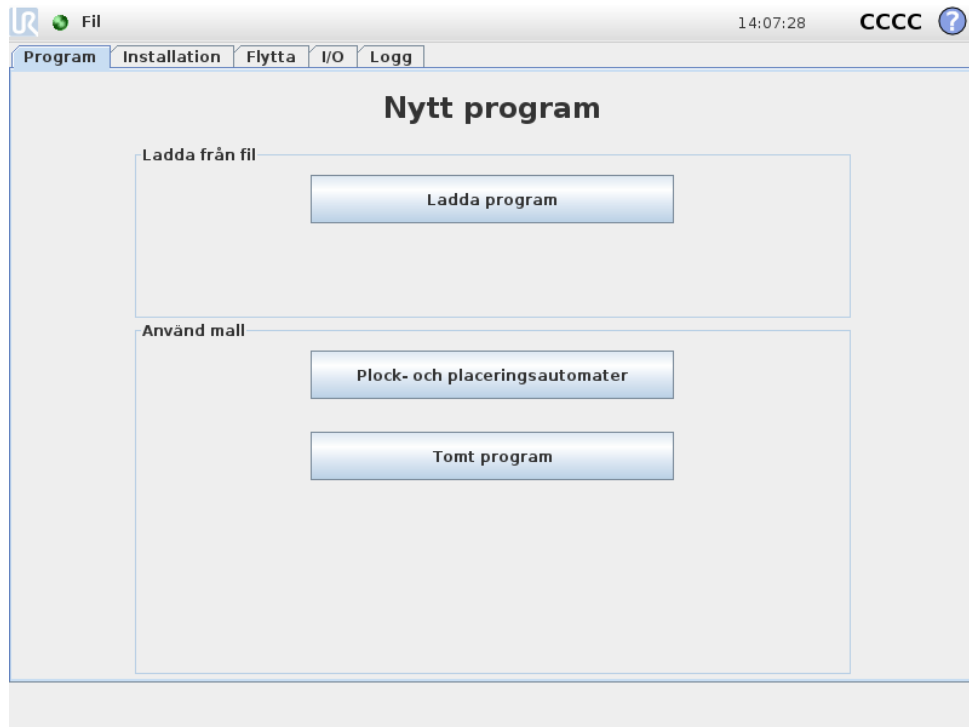 UR Fil 14:07:28 CCCC ?
Program Installation Flytta I/O Logg
Nytt program
Ladda från fil
Ladda program
Använd mall
Plock- och placeringsautomater
Tomt program